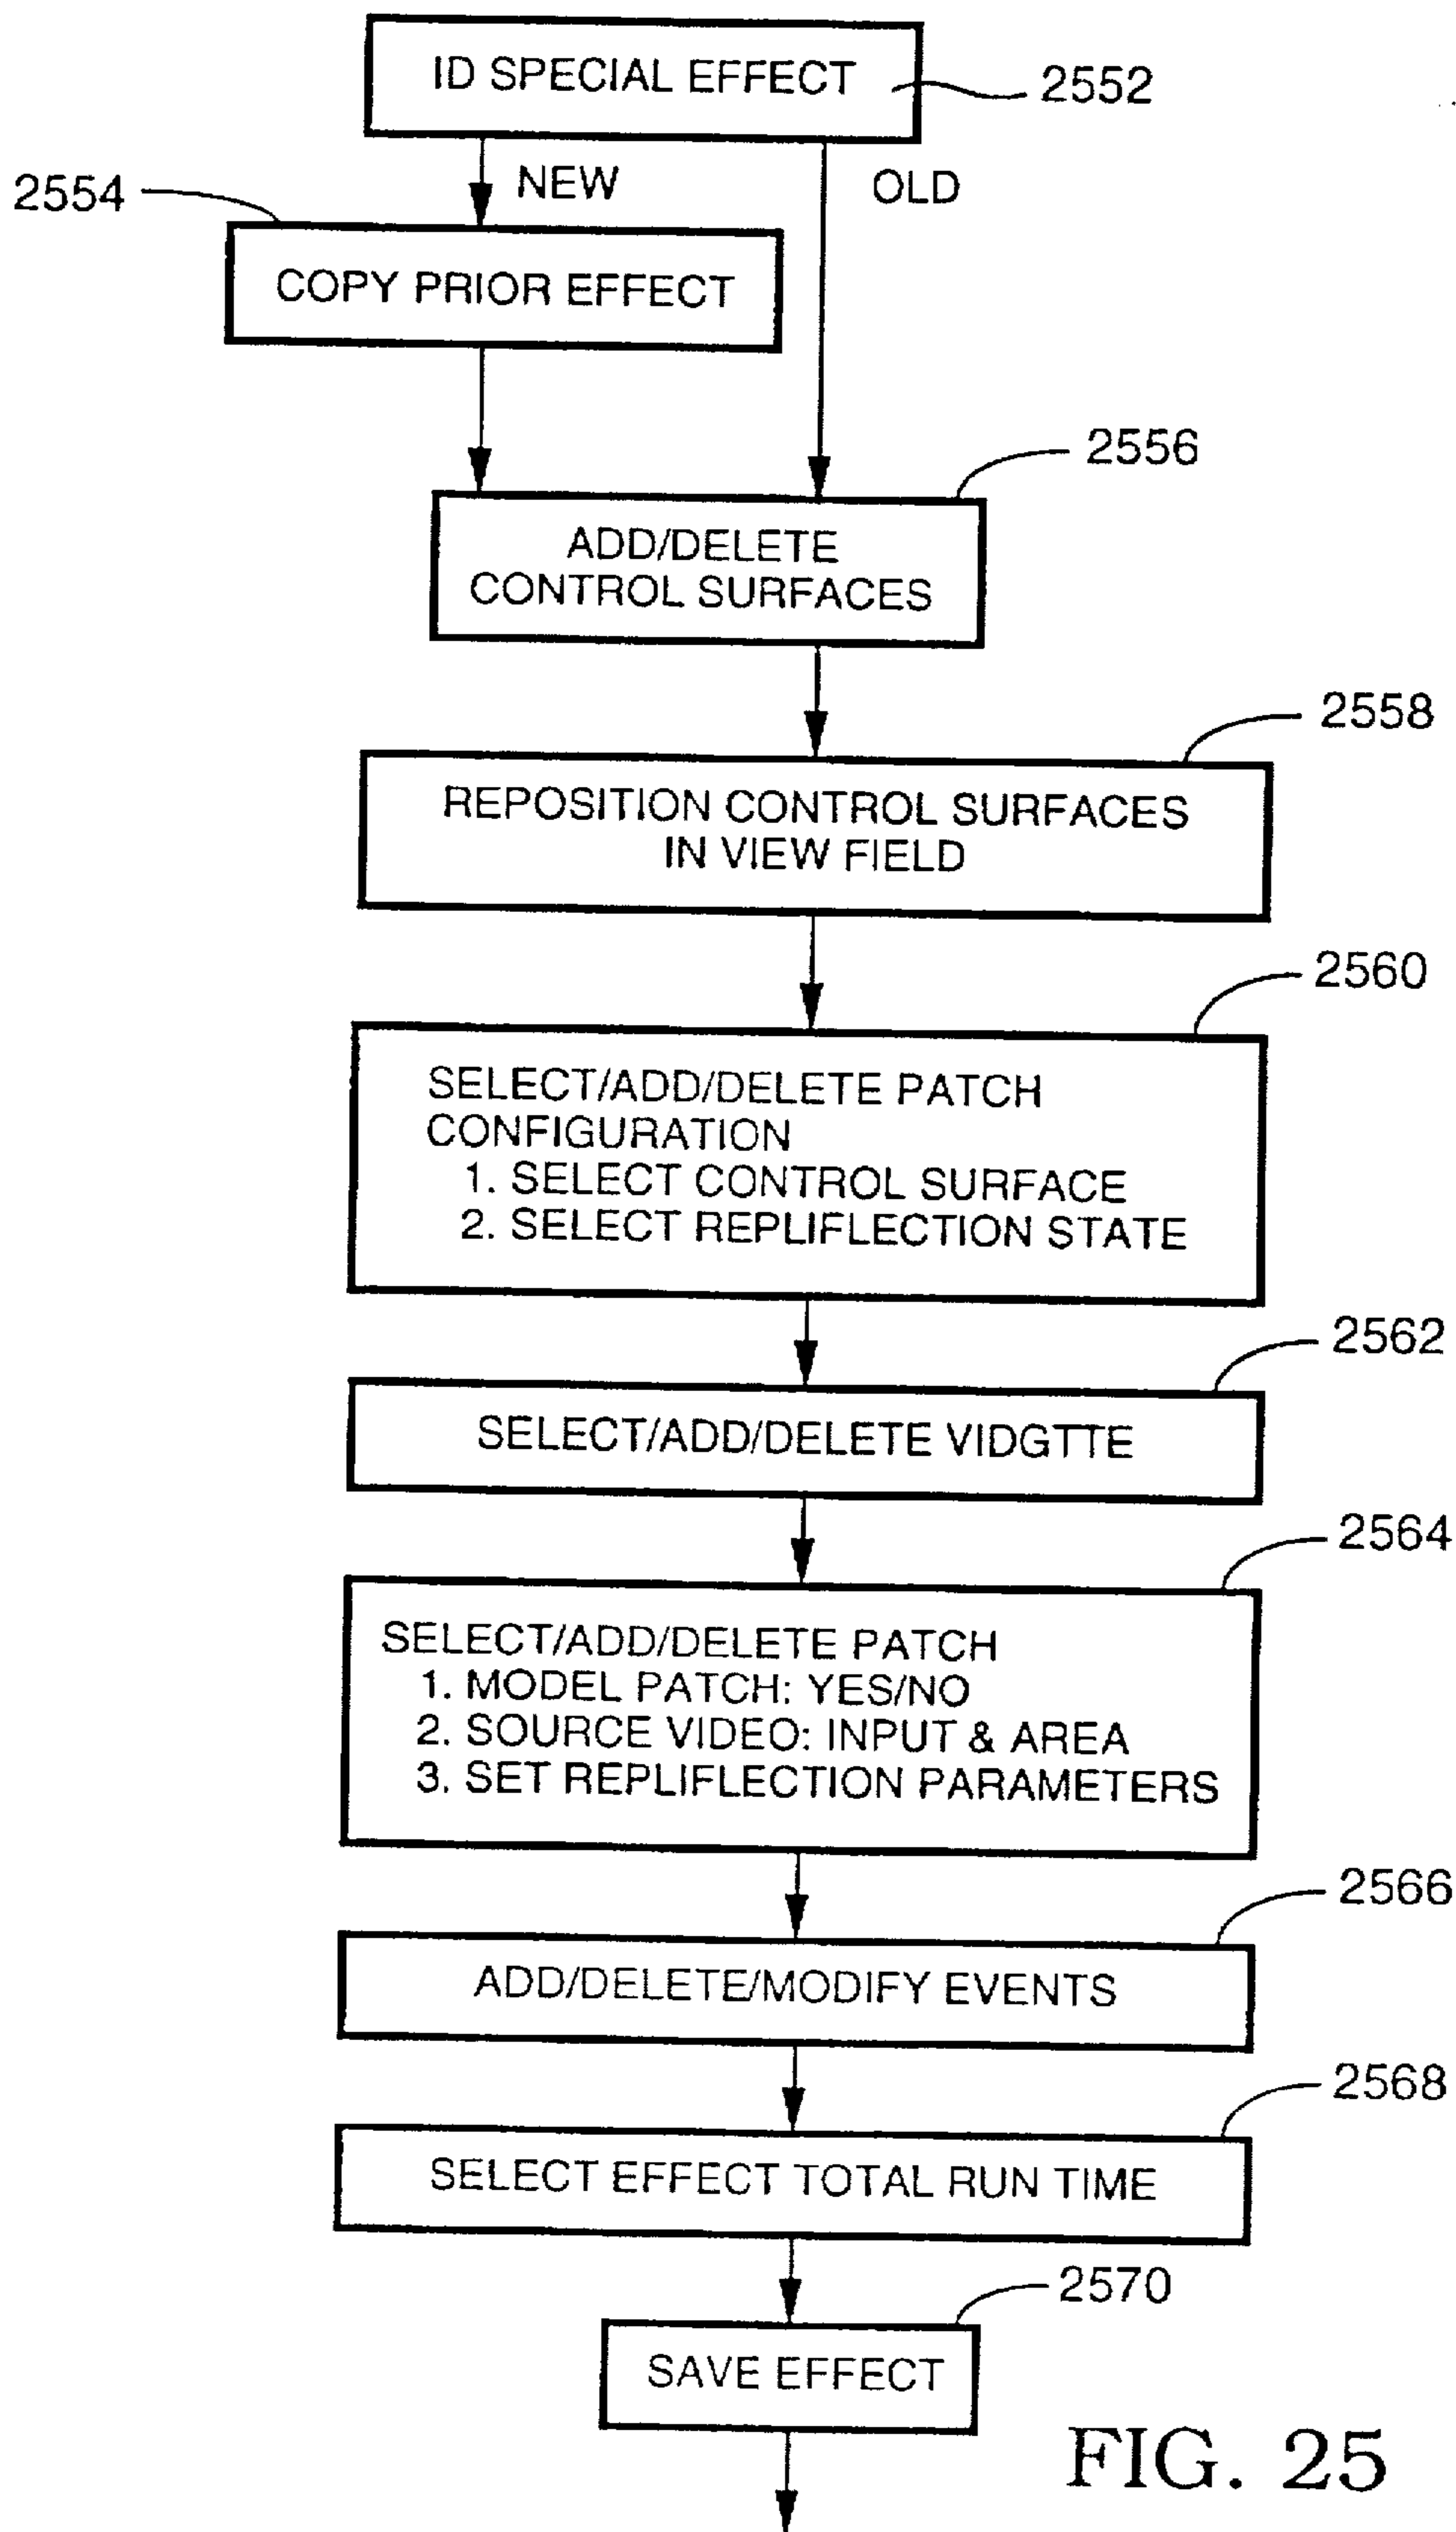 ID SPECIAL EFFECT
2552
NEW
OLD
2554
COPY PRIOR EFFECT
2556
ADD/DELETE
CONTROL SURFACES
2558
REPOSITION CONTROL SURFACES
IN VIEW FIELD
2560
SELECT/ADD/DELETE PATCH
CONFIGURATION
1. SELECT CONTROL SURFACE
2. SELECT REPLIFLECTION STATE
2562
SELECT/ADD/DELETE VIDGTTE
2564
SELECT/ADD/DELETE PATCH
1. MODEL PATCH: YES/NO
2. SOURCE VIDEO: INPUT & AREA
3. SET REPLIFLECTION PARAMETERS
2566
ADD/DELETE/MODIFY EVENTS
2568
SELECT EFFECT TOTAL RUN TIME
2570
SAVE EFFECT
FIG. 25